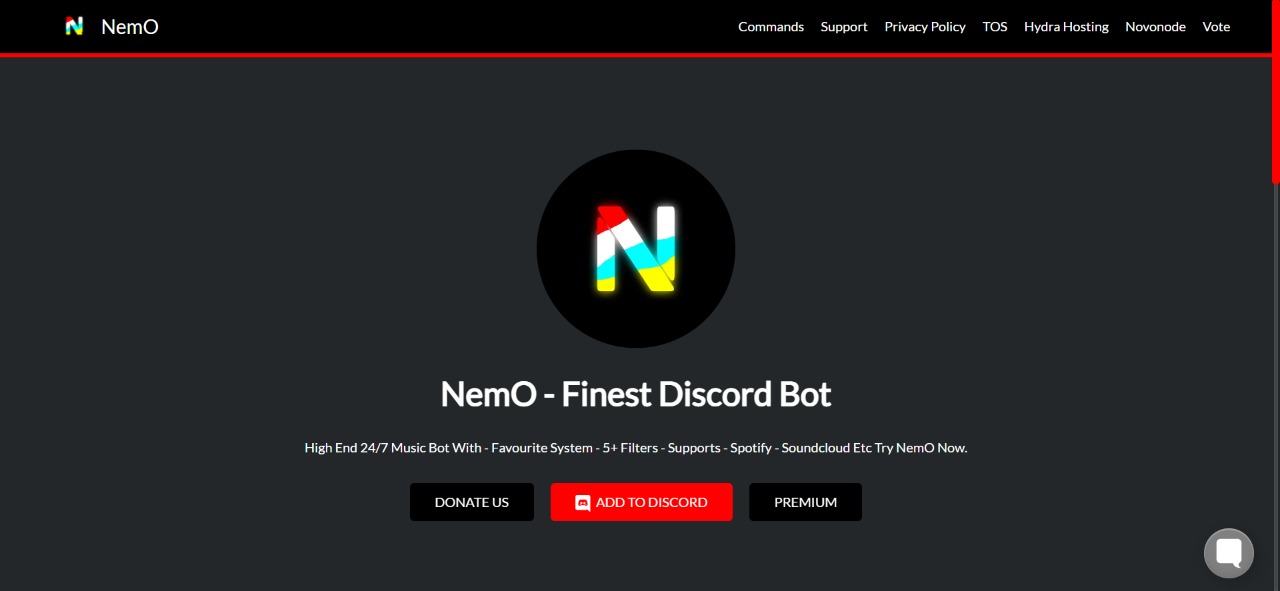 NemO
Commands Support Privacy Policy TOS Hydra Hosting Novonode Vote
N
NemO - Finest Discord Bot
High End 24/7 Music Bot With - Favourite System - 5+ Filters - Supports - Spotify - Soundcloud Etc Try NemO Now.
DONATE US
ADD TO DISCORD
PREMIUM